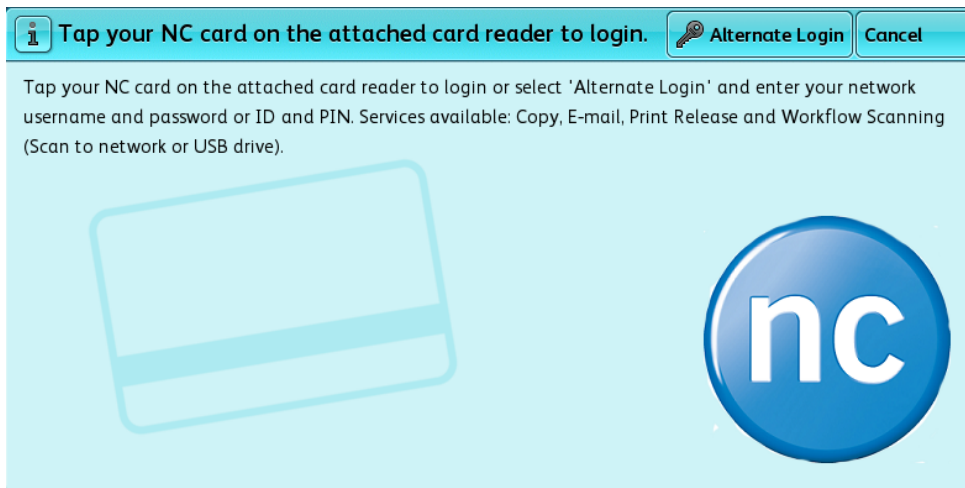 Tap your NC card on the attached card reader to login. Alternate Login Cancel
Tap your NC card on the attached card reader to login or select 'Alternate Login' and enter your network
username and password or ID and PIN. Services available: Copy, E-mail, Print Release and Workflow Scanning
(Scan to network or USB drive).
nc